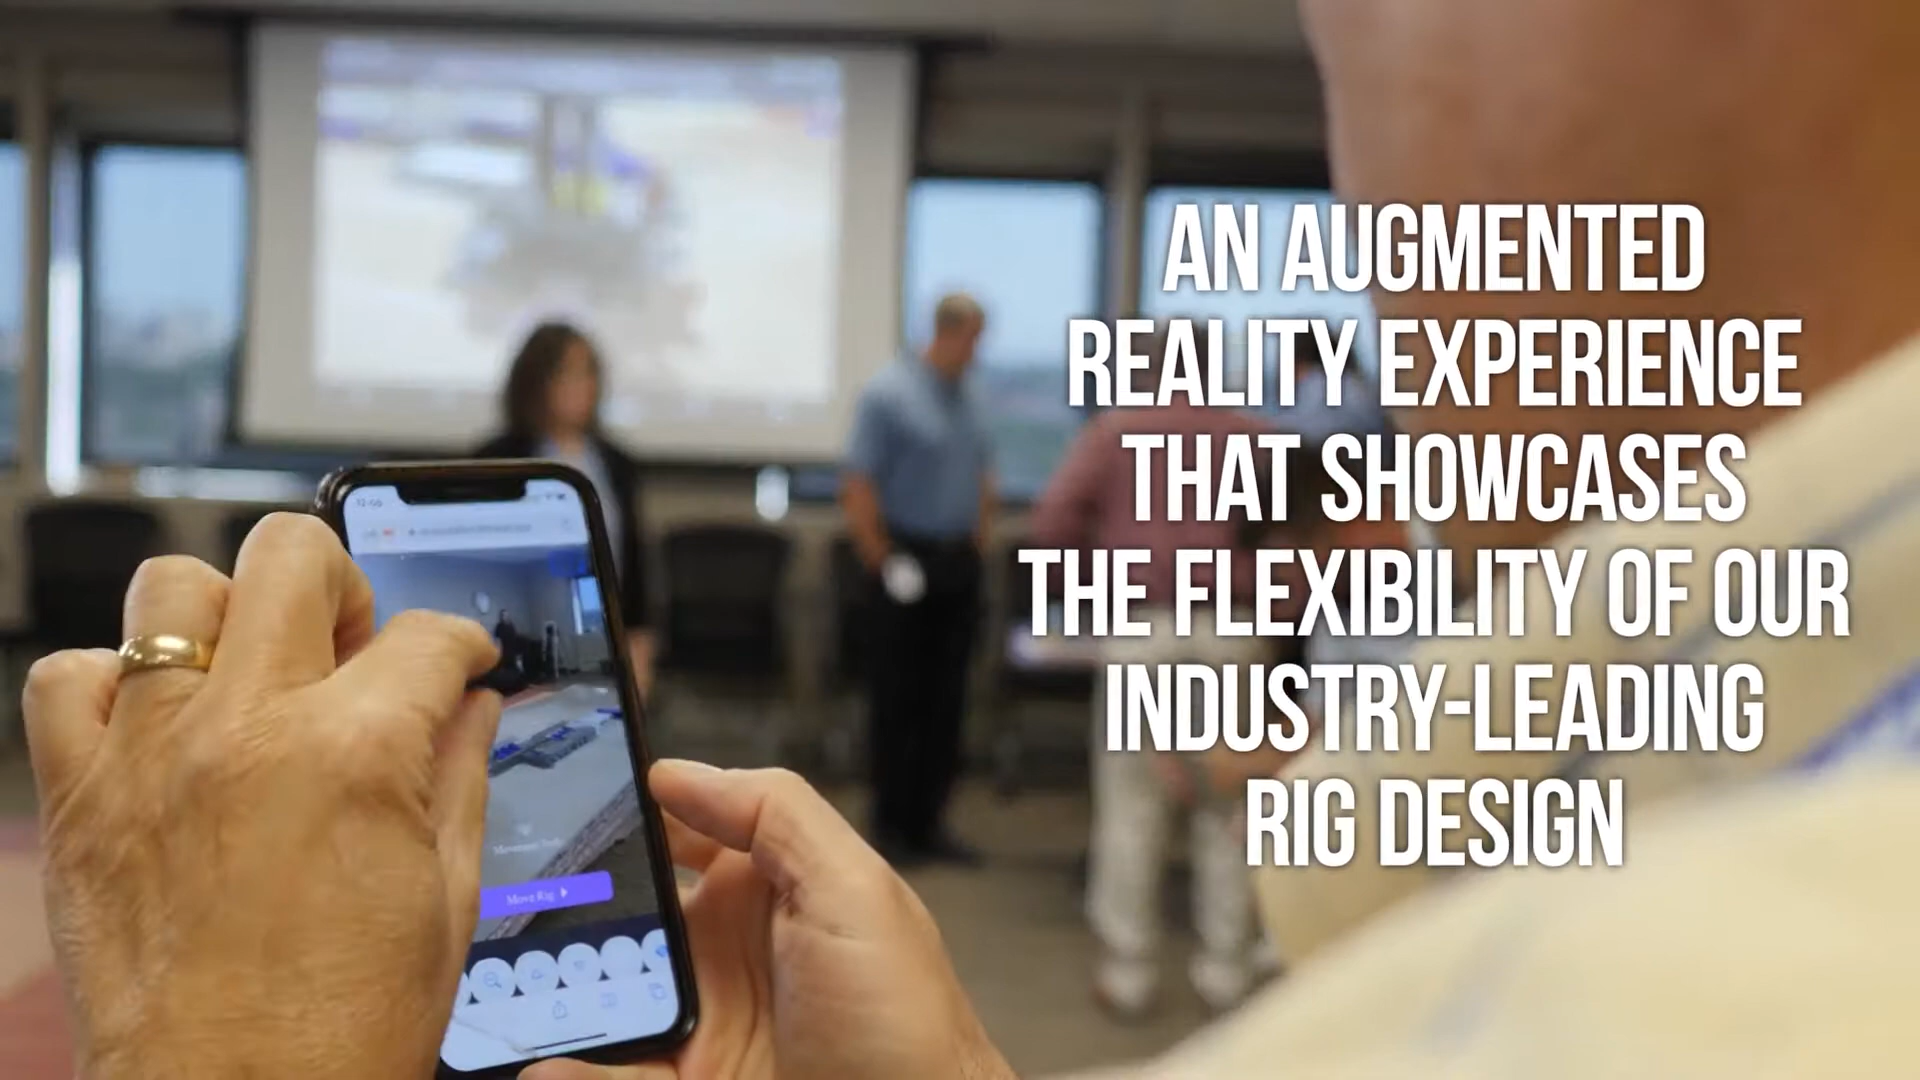 AN AUGMENTED
REALITY EXPERIENCE
THAT SHOWCASES
THE FLEXIBILITY OF OUR
INDUSTRY-LEADING
RIG DESIGN
Move Rig